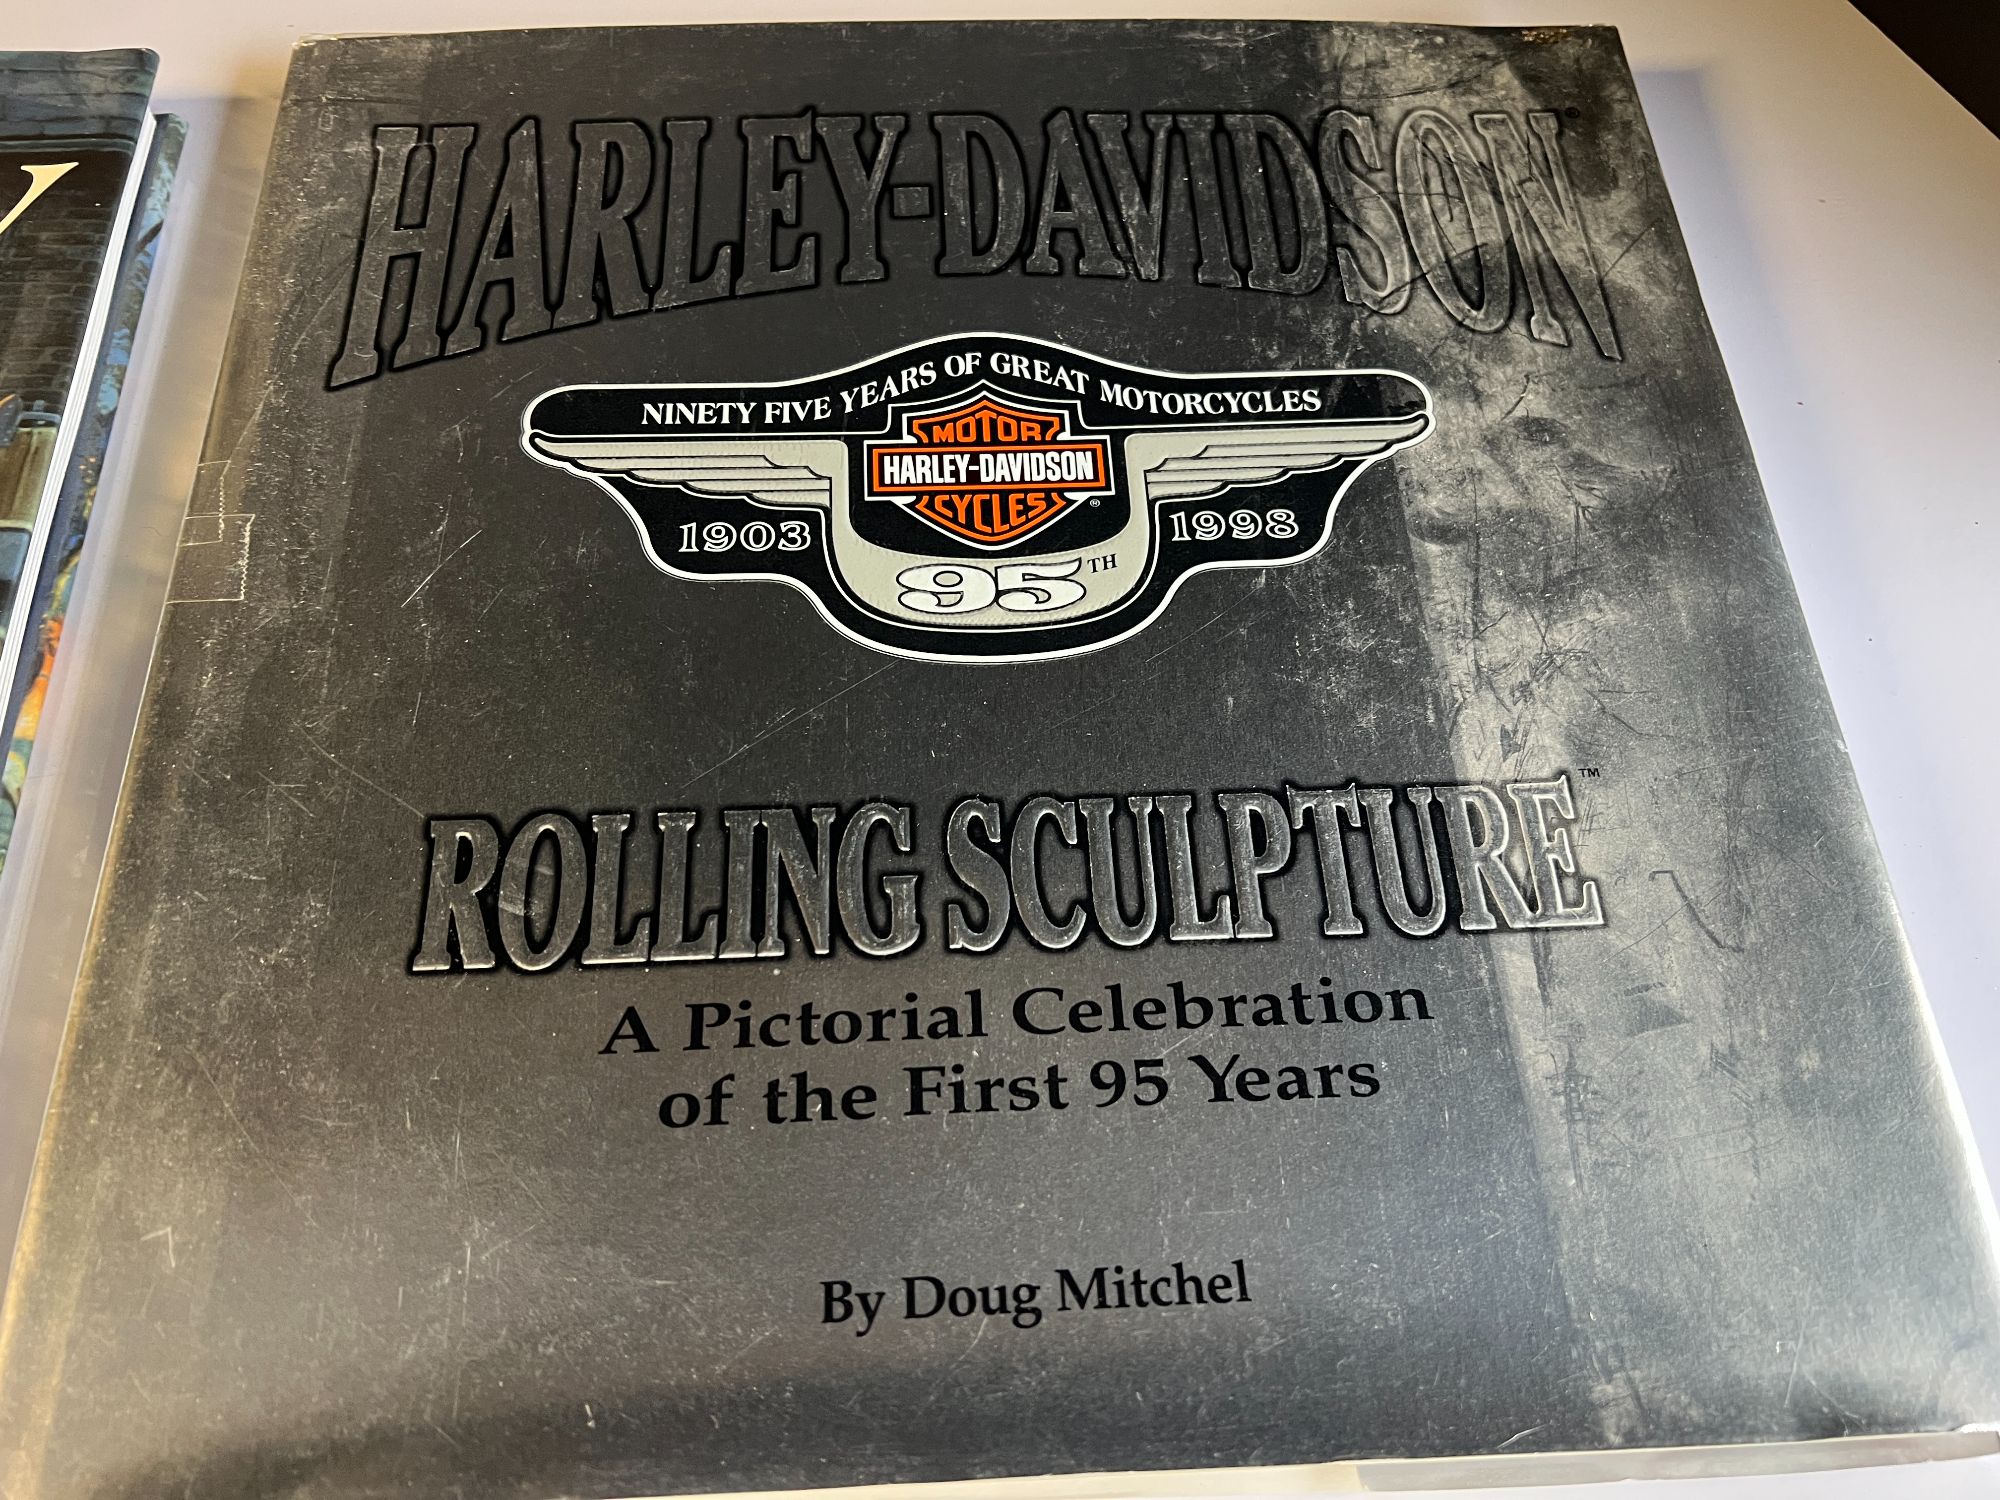 HARLEY-DAVIDSON®
NINETY FIVE YEARS OF GREAT MOTORCYCLES
MOTOR
HARLEY-DAVIDSON
CYCLES®
1903 1998
95TH
ROLLING SCULPTURE™
A Pictorial Celebration
of the First 95 Years
By Doug Mitchel